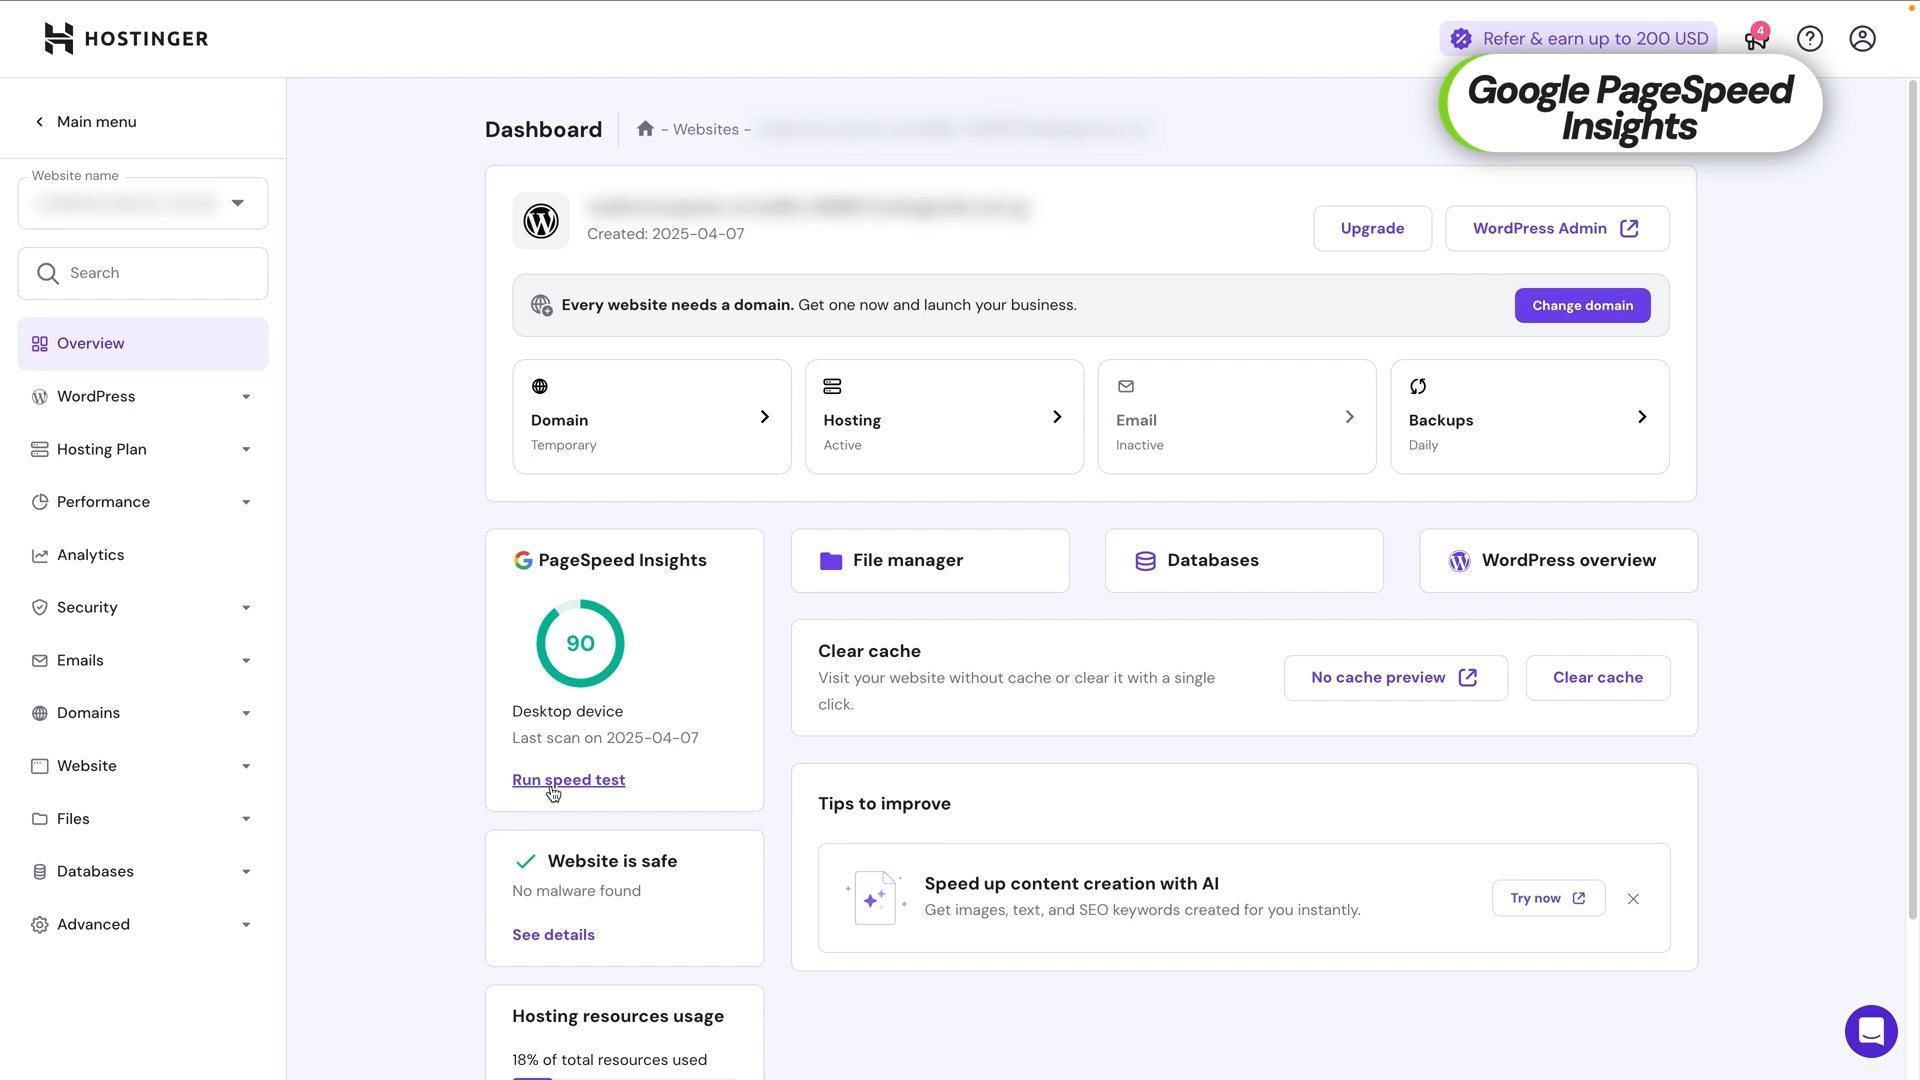 HOSTINGER
Refer & earn up to 200 USD
4
Google PageSpeed
Insights
Main menu
Dashboard
- Websites -
Website name
Created: 2025-04-07
Upgrade
WordPress Admin
Search
Every website needs a domain. Get one now and launch your business.
Change domain
Overview
WordPress
Hosting Plan
Performance
Analytics
Security
Emails
Domains
Website
Files
Databases
Advanced
Domain
Temporary
Hosting
Active
Email
Inactive
Backups
Daily
PageSpeed Insights
90
Desktop device
Last scan on 2025-04-07
Run speed test
File manager
Databases
WordPress overview
Clear cache
Visit your website without cache or clear it with a single
click.
No cache preview
Clear cache
Tips to improve
Speed up content creation with AI
Get images, text, and SEO keywords created for you instantly.
Try now
Website is safe
No malware found
See details
Hosting resources usage
18% of total resources used